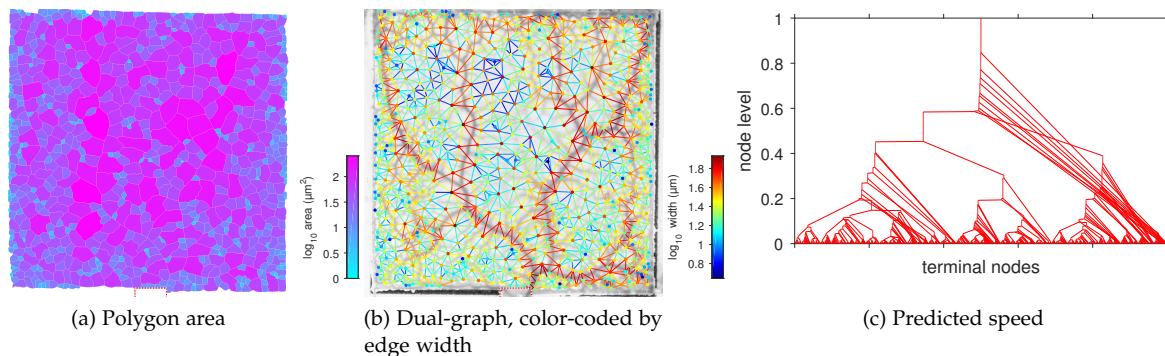 log10 area (μm²)
2
1.5
1
0.5
0
(a) Polygon area
log10 width (μm)
1.8
1.6
1.4
1.2
1.0
0.8
(b) Dual-graph, color-coded by
edge width
node level
1
0.8
0.6
0.4
0.2
0
terminal nodes
(c) Predicted speed